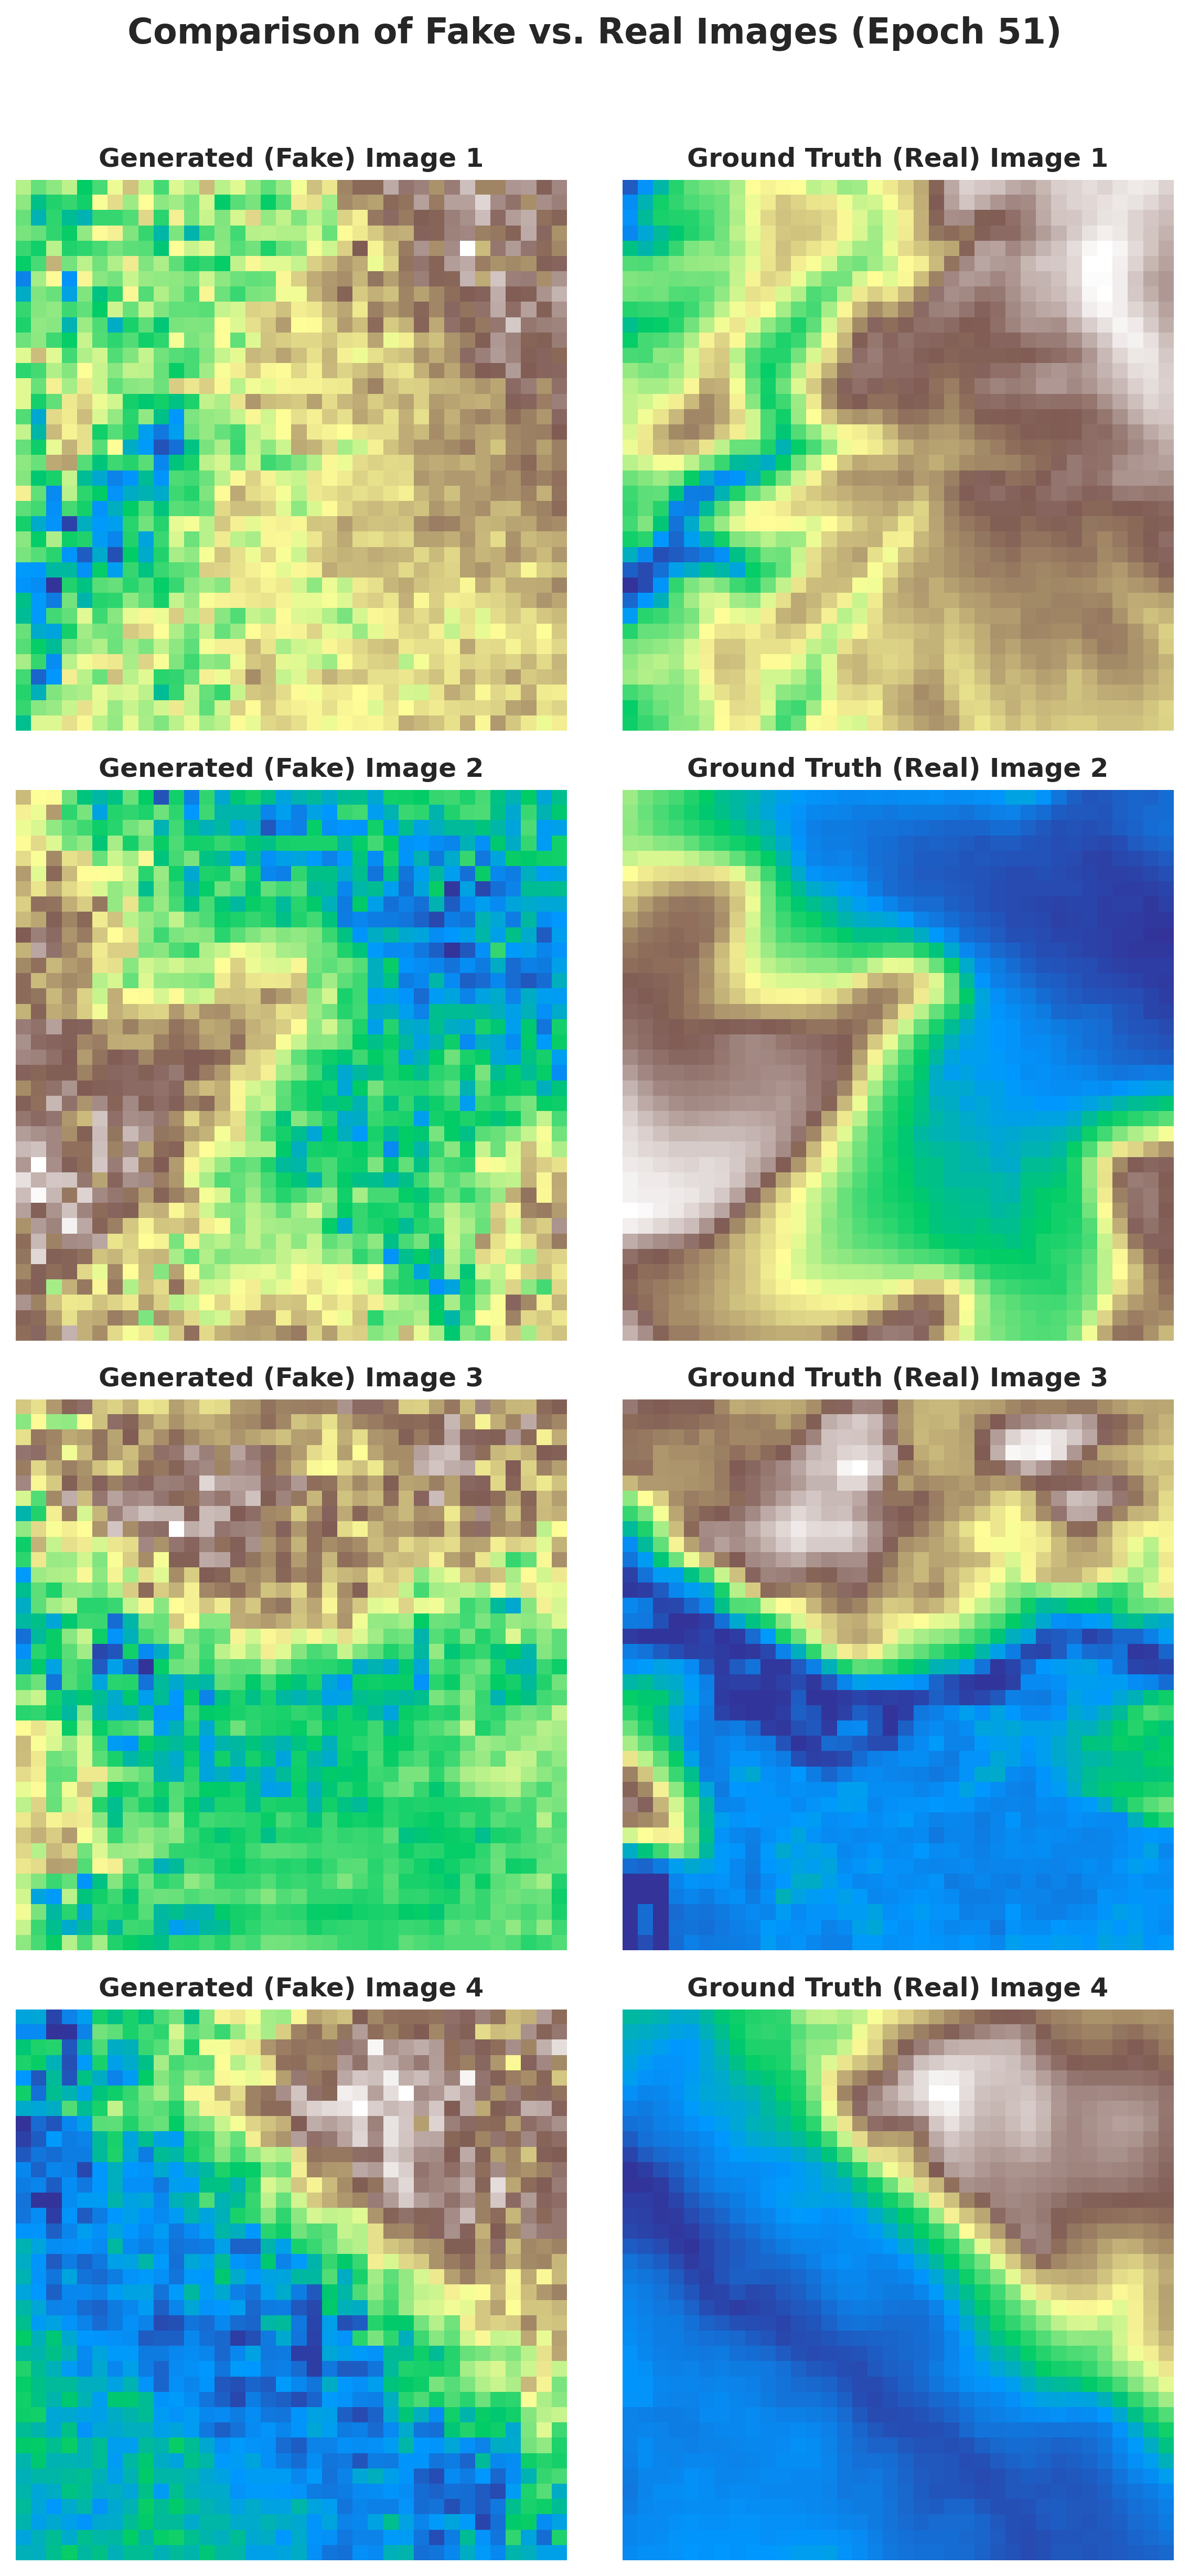 Comparison of Fake vs. Real Images (Epoch 51)
Generated (Fake) Image 1
Ground Truth (Real) Image 1
Generated (Fake) Image 2
Ground Truth (Real) Image 2
Generated (Fake) Image 3
Ground Truth (Real) Image 3
Generated (Fake) Image 4
Ground Truth (Real) Image 4